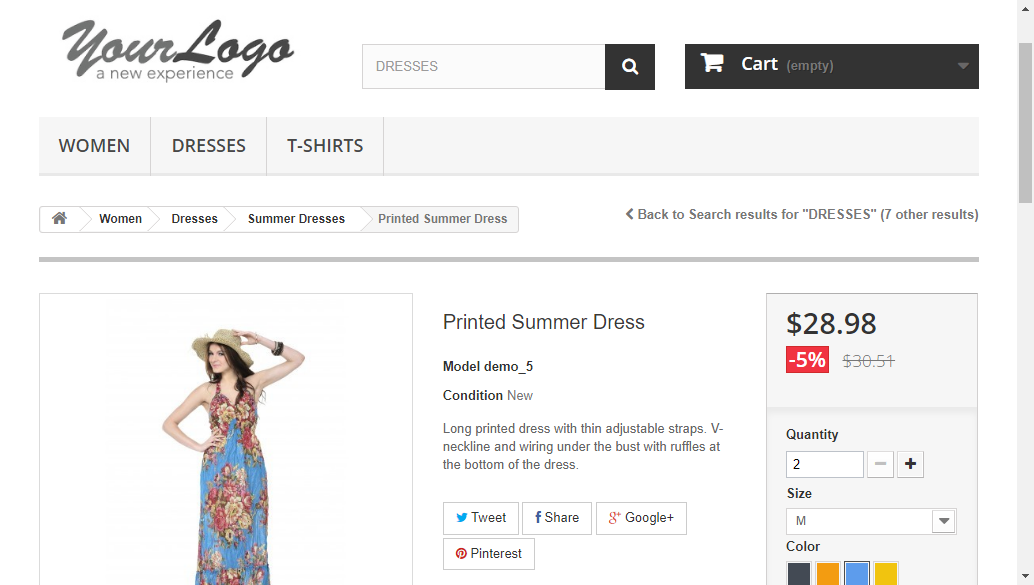 YourLogo
a new experience
DRESSES
Cart (empty)
WOMEN DRESSES T-SHIRTS
Women Dresses Summer Dresses Printed Summer Dress
Back to Search results for "DRESSES" (7 other results)
Printed Summer Dress
Model demo_5
Condition New
Long printed dress with thin adjustable straps. V-
neckline and wiring under the bust with ruffles at
the bottom of the dress.
Tweet Share Google+
Pinterest
$28.98
-5% $30.51
Quantity
2
Size
M
Color